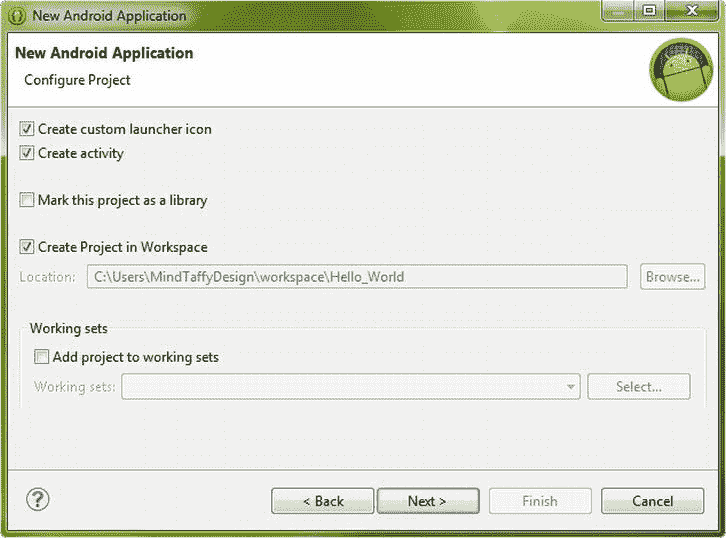 New Android Application
New Android Application
Configure Project
Create custom launcher icon
Create activity
Mark this project as a library
Create Project in Workspace
Location: C:\Users\MindTaffyDesign\workspace\Hello_World Browse...
Working sets
Add project to working sets
Working sets: Select...
? < Back Next > Finish Cancel